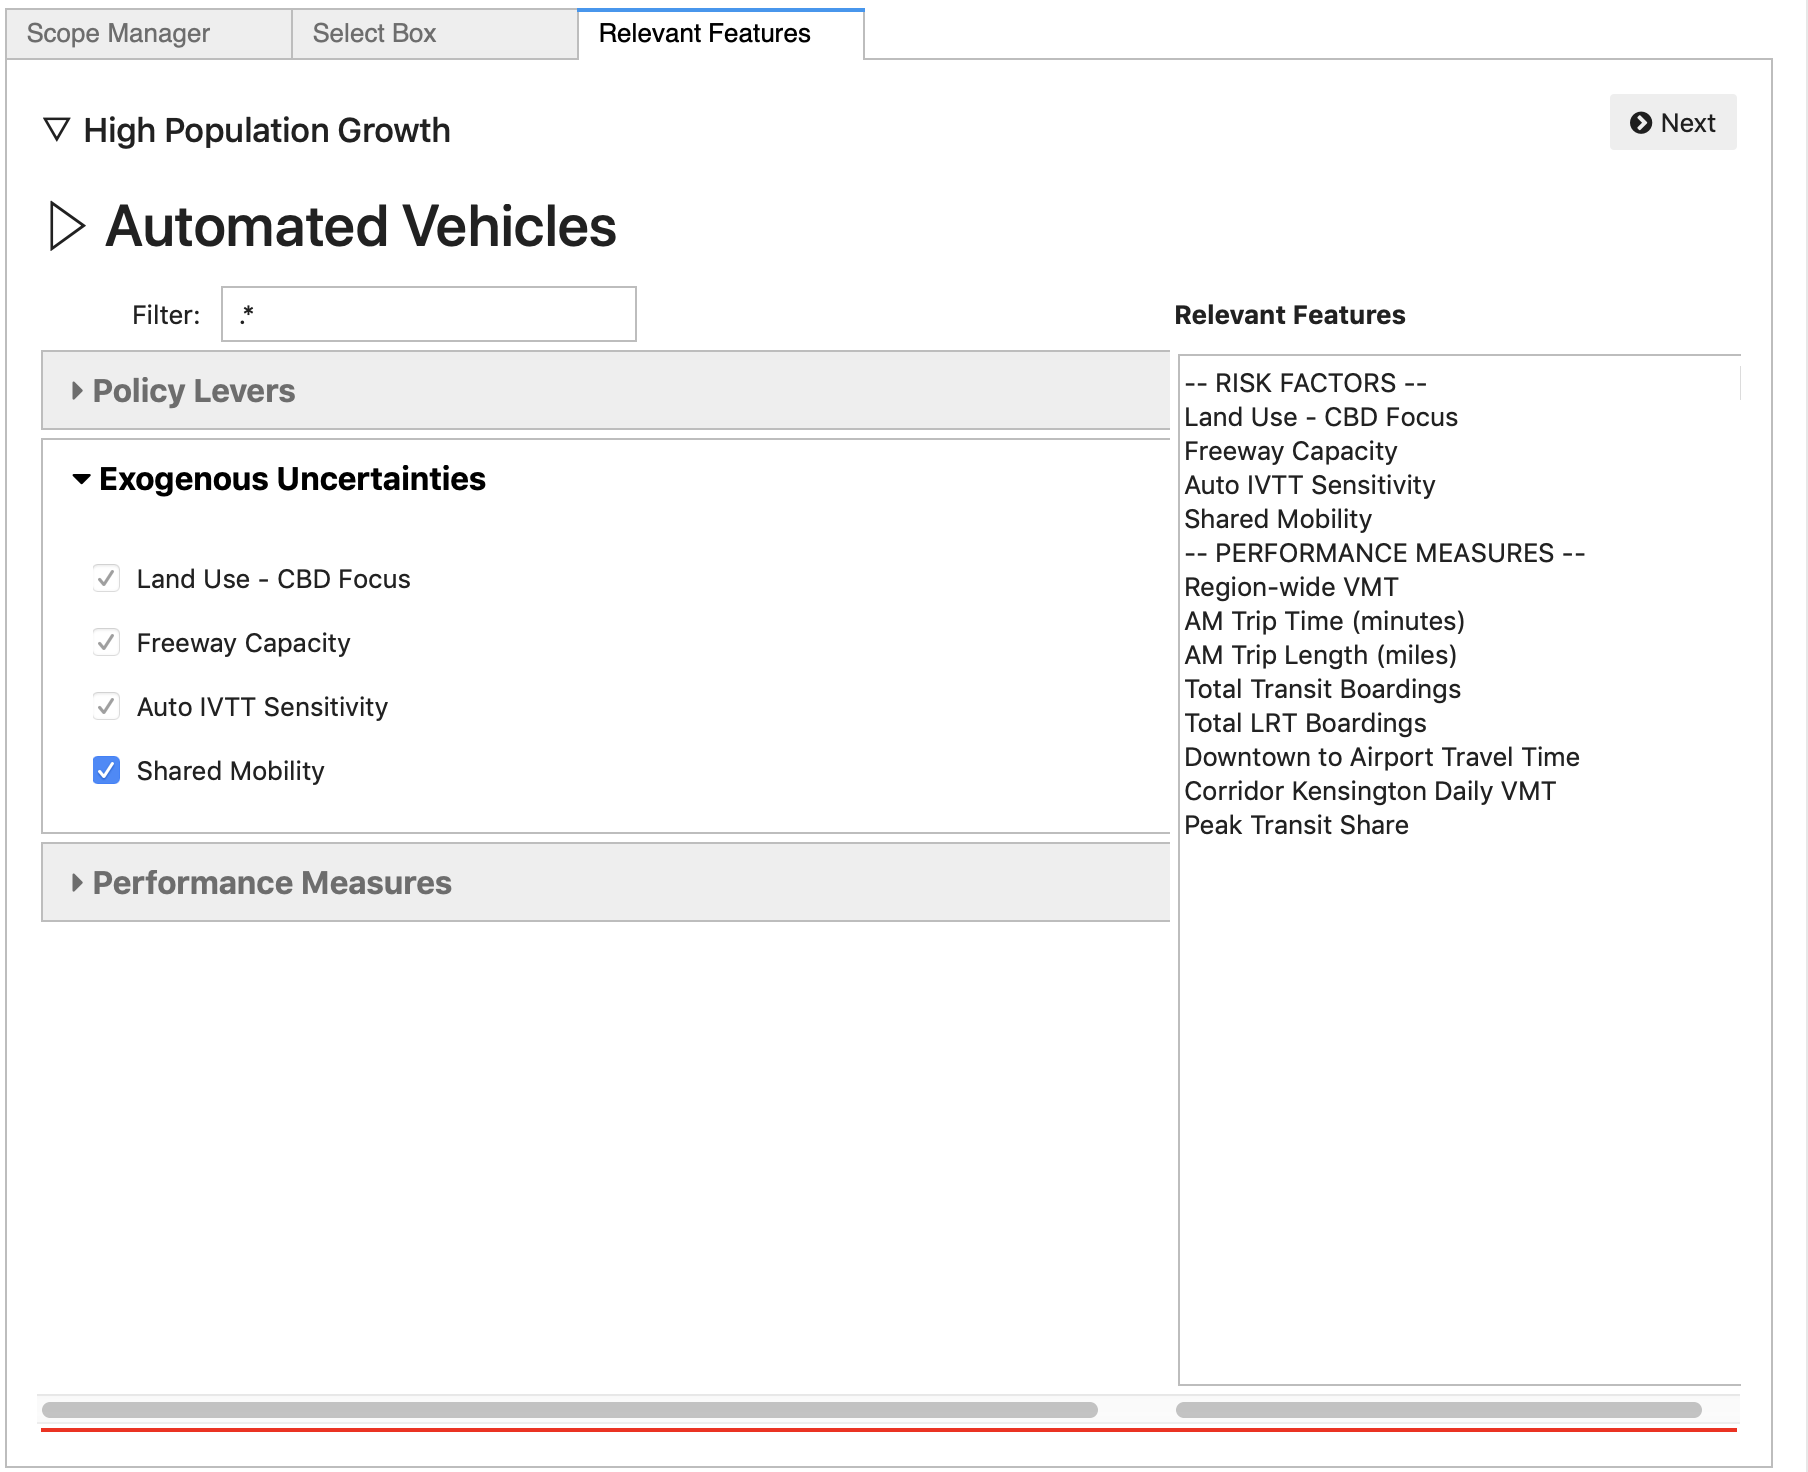 Scope Manager
Select Box
Relevant Features
▽ High Population Growth
Next
▷ Automated Vehicles
Filter: .*
Policy Levers
Exogenous Uncertainties
Land Use - CBD Focus
Freeway Capacity
Auto IVTT Sensitivity
Shared Mobility
Performance Measures
Relevant Features
-- RISK FACTORS --
Land Use - CBD Focus
Freeway Capacity
Auto IVTT Sensitivity
Shared Mobility
-- PERFORMANCE MEASURES --
Region-wide VMT
AM Trip Time (minutes)
AM Trip Length (miles)
Total Transit Boardings
Total LRT Boardings
Downtown to Airport Travel Time
Corridor Kensington Daily VMT
Peak Transit Share